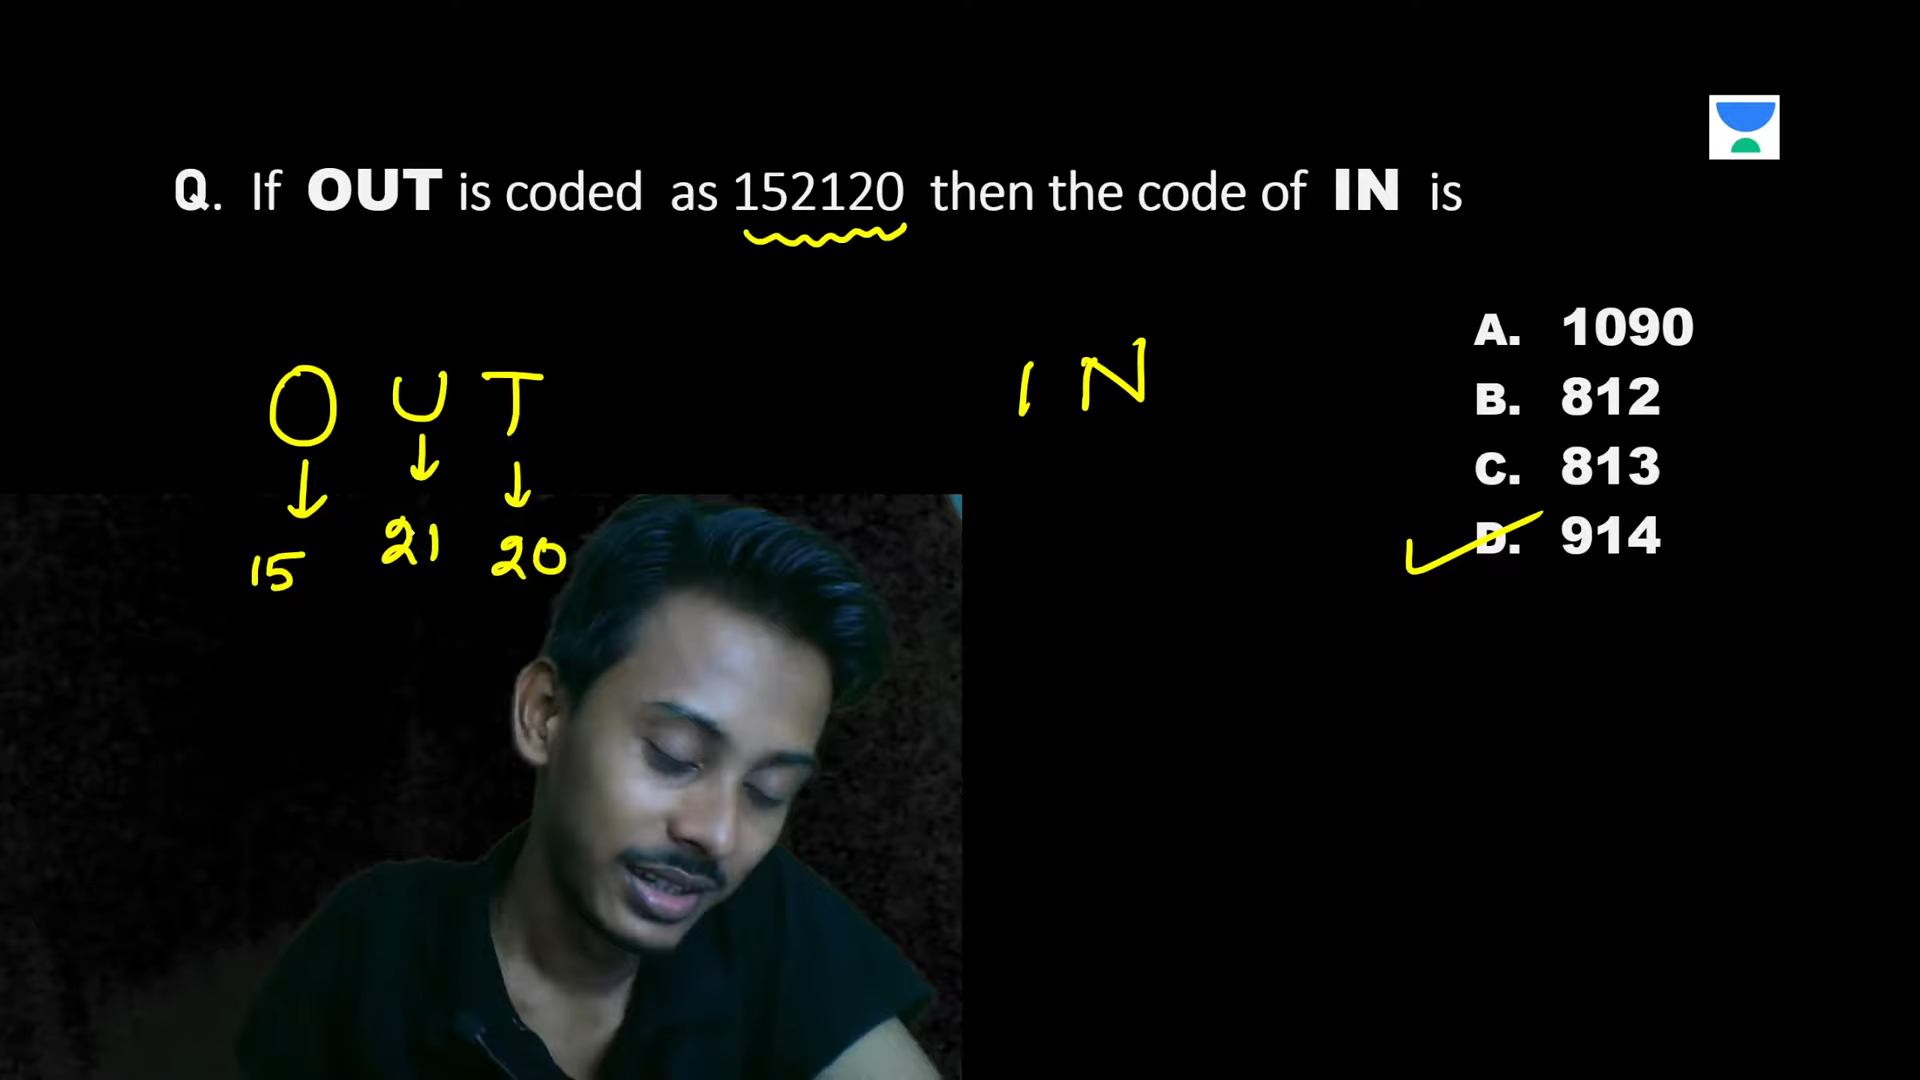 Q. If OUT is coded as 152120 then the code of IN is
A. 1090
B. 812
C. 813
D. 914
O U T
15 21 20
I N